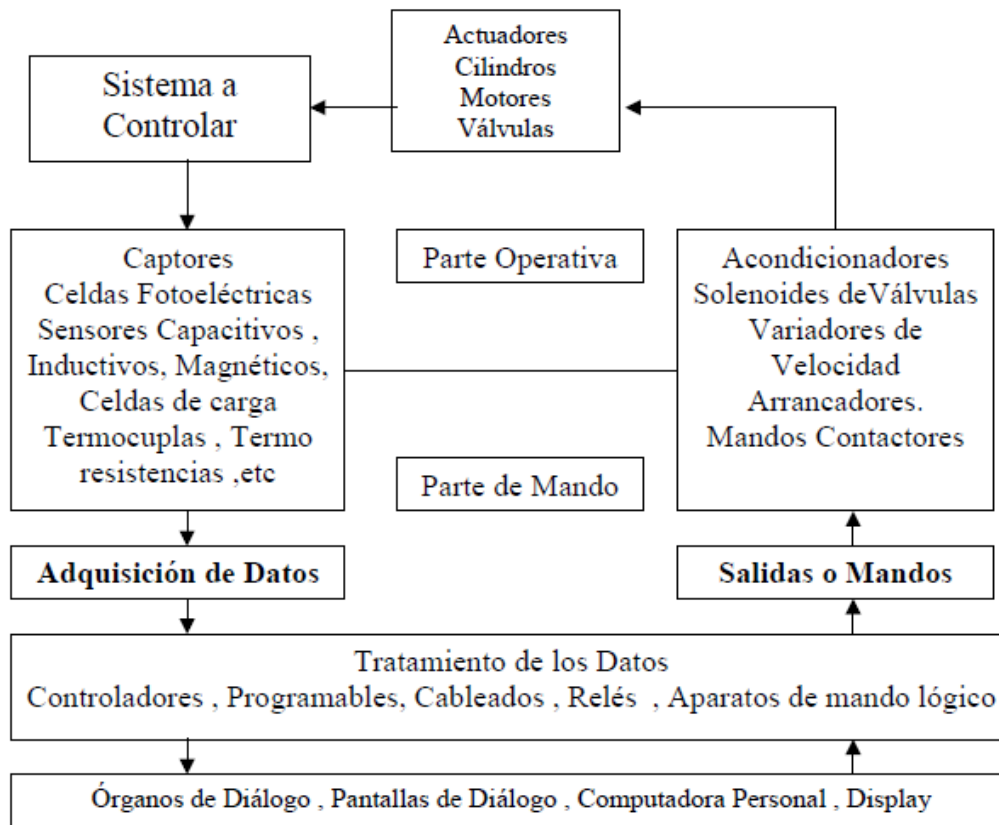 Actuadores
Cilindros
Motores
Válvulas
Sistema a
Controlar
Captores
Celdas Fotoeléctricas
Sensores Capacitivos ,
Inductivos, Magnéticos,
Celdas de carga
Termocuplas , Termo
resistencias ,etc
Parte Operativa
Parte de Mando
Acondicionadores
Solenoides deVálvulas
Variadores de
Velocidad
Arrancadores.
Mandos Contactores
Adquisición de Datos
Salidas o Mandos
Tratamiento de los Datos
Controladores , Programables, Cableados , Relés , Aparatos de mando lógico
Órganos de Diálogo , Pantallas de Diálogo , Computadora Personal , Display